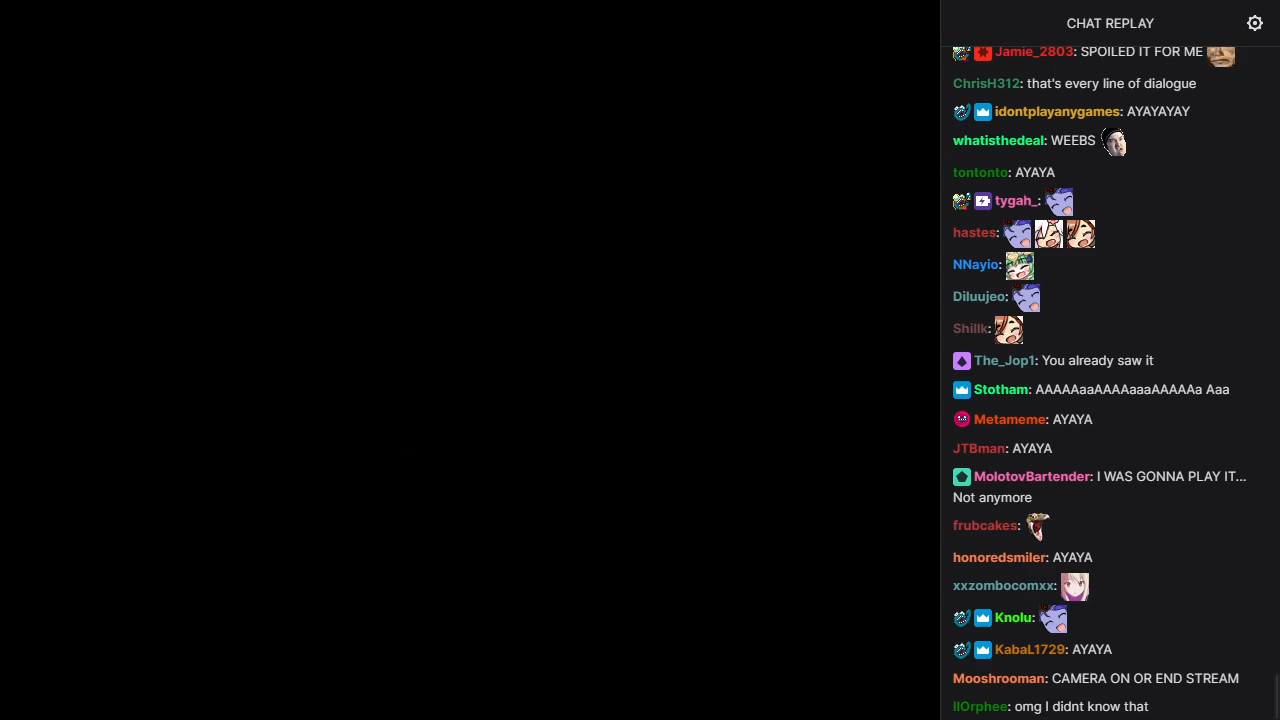 CHAT REPLAY
Jamie_2803: SPOILED IT FOR ME
ChrisH312: that's every line of dialogue
idontplayanygames: AYAYAYAY
whatisthedeal: WEEBS
tontonto: AYAYA
tygah_:
hastes:
NNayio:
Diluujeo:
Shillk:
The_Jop1: You already saw it
Stotham: AAAAAaaAAAAaaaAAAAAa Aaa
Metameme: AYAYA
JTBman: AYAYA
MolotovBartender: I WAS GONNA PLAY IT...
Not anymore
frubcakes:
honoredsmiler: AYAYA
xxzombocomxx:
Knolu:
KabaL1729: AYAYA
Mooshrooman: CAMERA ON OR END STREAM
IIOrphee: omg I didnt know that